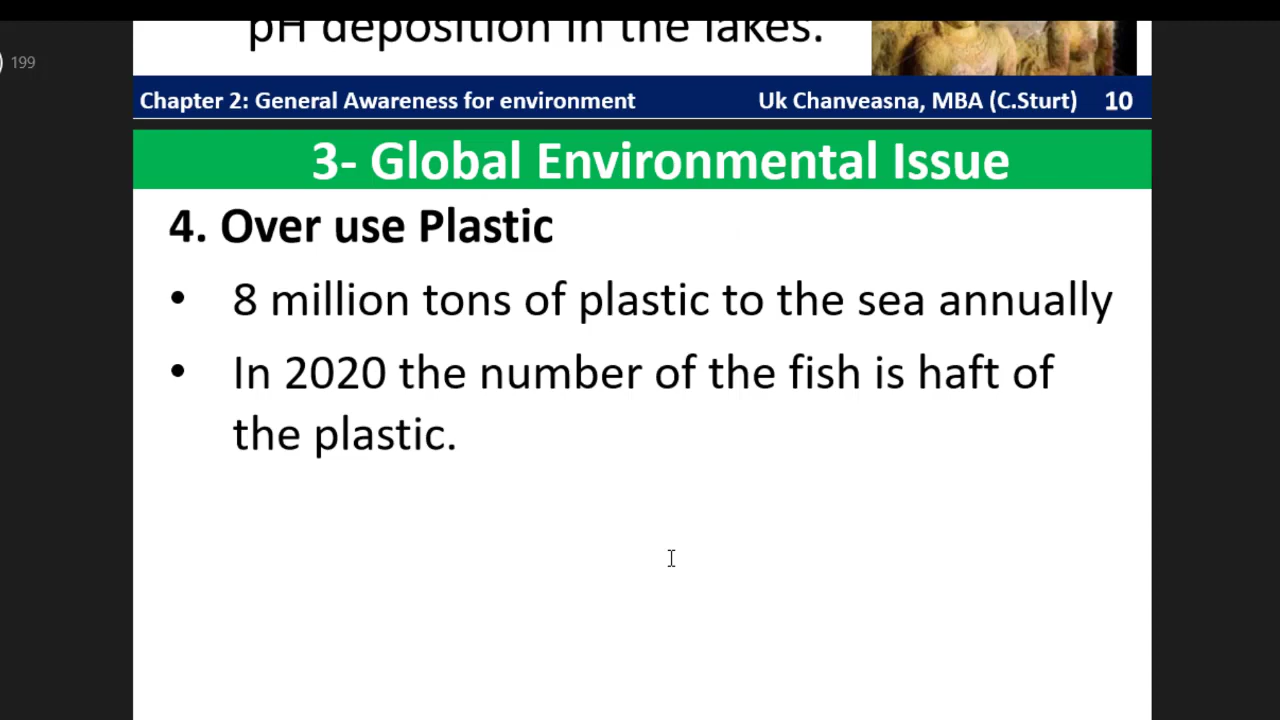 pH deposition in the lakes.
199
Chapter 2: General Awareness for environment Uk Chanveasna, MBA (C.Sturt) 10
3- Global Environmental Issue
4. Over use Plastic
• 8 million tons of plastic to the sea annually
• In 2020 the number of the fish is haft of
the plastic.